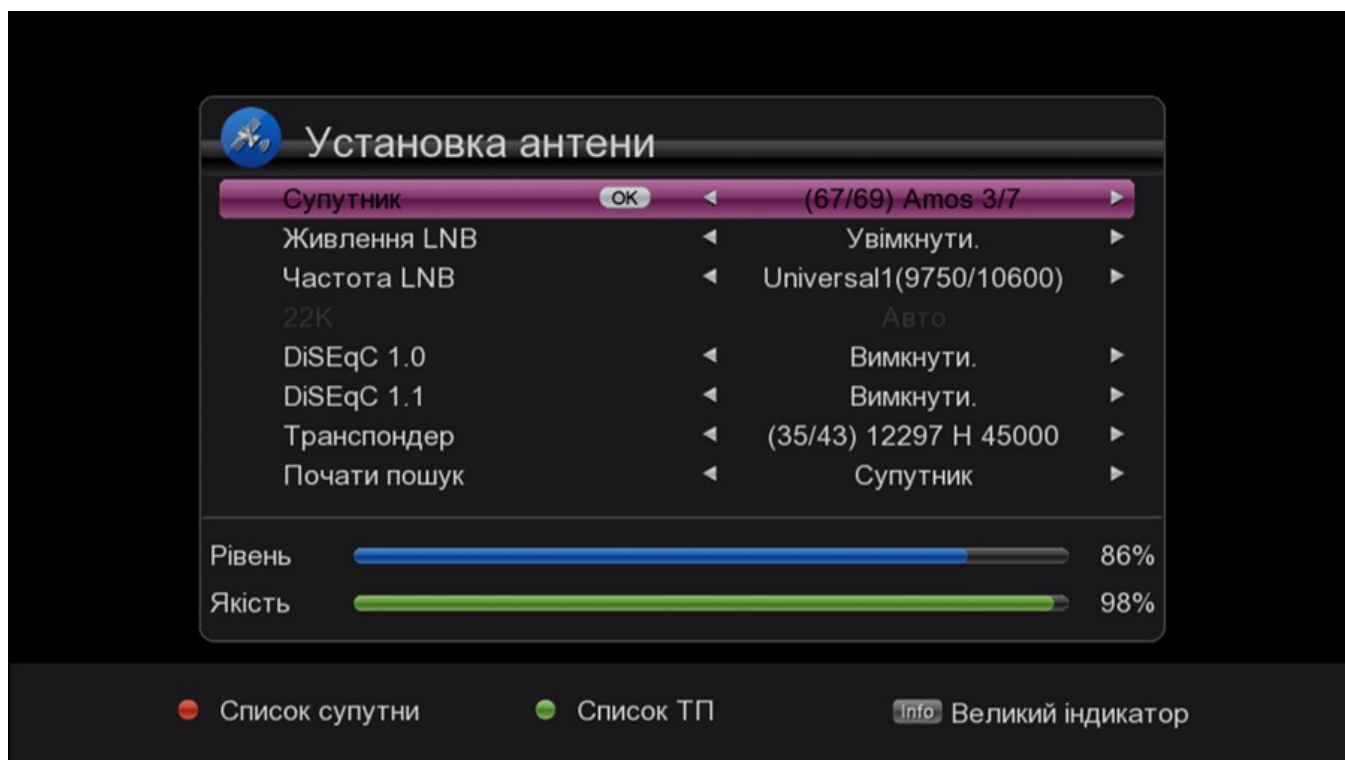 Установка антени
Супутник OK (67/69) Amos 3/7
Живлення LNB Увімкнути.
Частота LNB Universal1(9750/10600)
22K Авто
DiSEqC 1.0 Вимкнути.
DiSEqC 1.1 Вимкнути.
Транспондер (35/43) 12297 H 45000
Почати пошук Супутник
Рівень 86%
Якість 98%
Список супутни Список ТП Info Великий індикатор